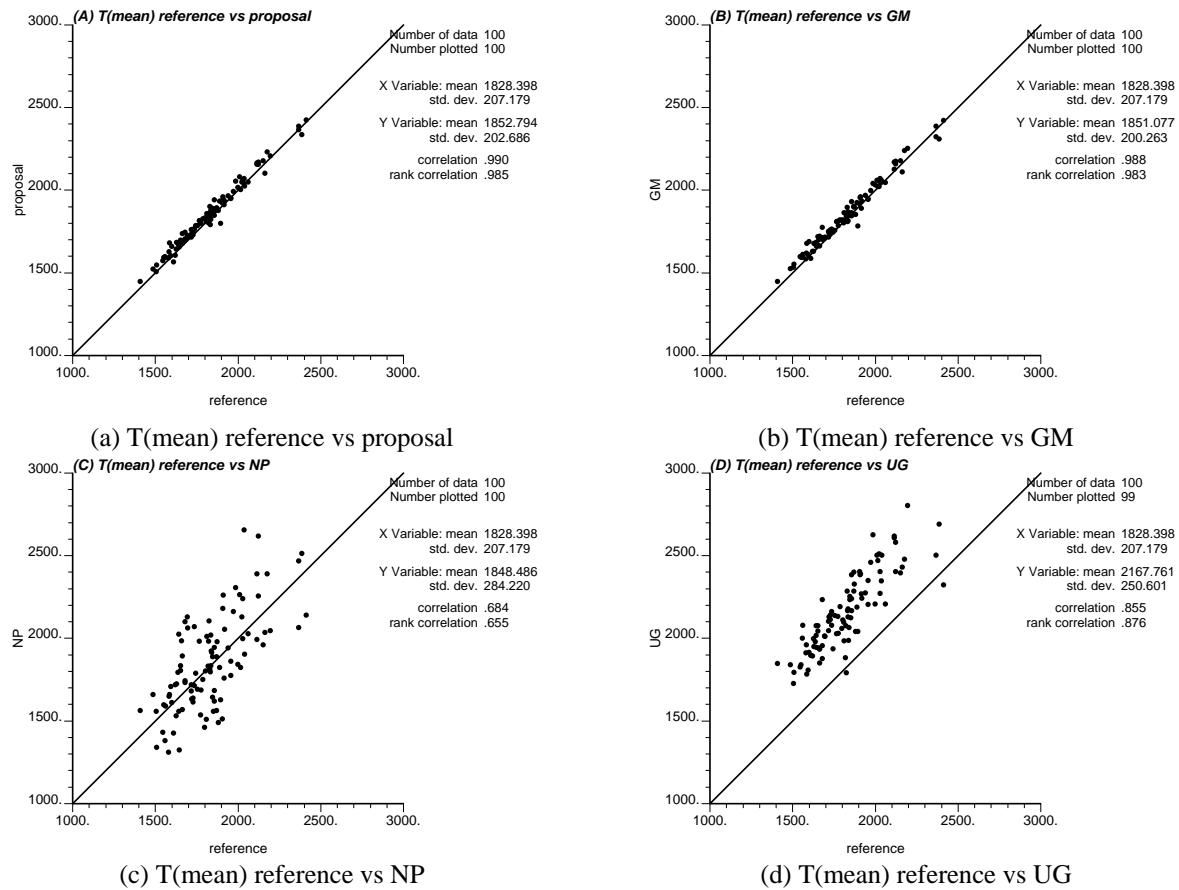 (A) T(mean) reference vs proposal
3000.
2500.
2000.
1500.
1000.
proposal
Number of data 100
Number plotted 100
X Variable: mean 1828.398
std. dev. 207.179
Y Variable: mean 1852.794
std. dev. 202.686
correlation .990
rank correlation .985
1000. 1500. 2000. 2500. 3000.
reference
(a) T(mean) reference vs proposal
(B) T(mean) reference vs GM
3000.
2500.
2000.
1500.
1000.
GM
Number of data 100
Number plotted 100
X Variable: mean 1828.398
std. dev. 207.179
Y Variable: mean 1851.077
std. dev. 200.263
correlation .988
rank correlation .983
1000. 1500. 2000. 2500. 3000.
reference
(b) T(mean) reference vs GM
(C) T(mean) reference vs NP
3000.
2500.
2000.
1500.
1000.
NP
Number of data 100
Number plotted 100
X Variable: mean 1828.398
std. dev. 207.179
Y Variable: mean 1848.486
std. dev. 284.220
correlation .684
rank correlation .655
1000. 1500. 2000. 2500. 3000.
reference
(c) T(mean) reference vs NP
(D) T(mean) reference vs UG
3000.
2500.
2000.
1500.
1000.
UG
Number of data 100
Number plotted 99
X Variable: mean 1828.398
std. dev. 207.179
Y Variable: mean 2167.761
std. dev. 250.601
correlation .855
rank correlation .876
1000. 1500. 2000. 2500. 3000.
reference
(d) T(mean) reference vs UG